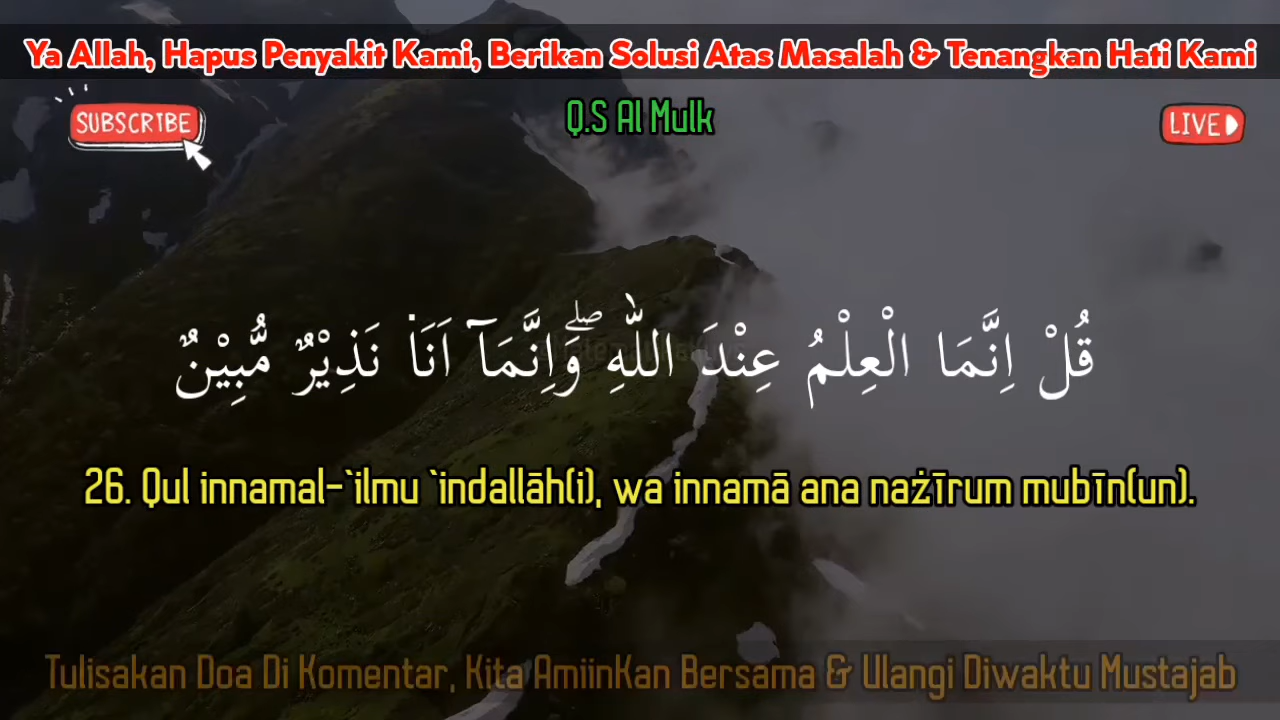 Ya Allah, Hapus Penyakit Kami, Berikan Solusi Atas Masalah & Tenangkan Hati Kami
SUBSCRIBE
Q.S Al Mulk
LIVE
قُلْ اِنَّمَا الْعِلْمُ عِنْدَ اللّٰهِ ۖوَاِنَّمَآ اَنَا۠ نَذِيْرٌ مُّبِيْنٌ
26. Qul innamal-`ilmu `indallāh(i), wa innamā ana nażīrum mubīn(un).
Tulisakan Doa Di Komentar, Kita AmiinKan Bersama & Ulangi Diwaktu Mustajab